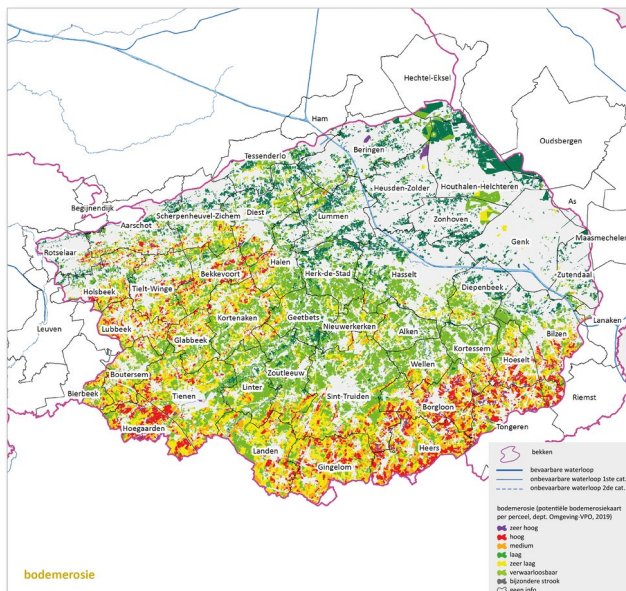 Hechtel-Eksel
Ham
Oudsbergen
Beringen
Tessenderlo
Heusden-Zolder
Houthalen-Helchteren
As
Begijnendijk
Scherpenheuvel-Zichem
Diest
Lummen
Zonhoven
Aarschot
Genk
Maasmechelen
Rotselaar
Halen
Herk-de-Stad
Hasselt
Zutendaal
Bekkevoort
Tielt-Winge
Diepenbeek
Holsbeek
Kortenaken
Geetbets
Nieuwerkerken
Lanaken
Leuven
Lubbeek
Alken
Bilzen
Glabbeek
Kortessem
Hoeselt
Boutersem
Zoutleeuw
Wellen
Linter
Bierbeek
Tienen
Sint-Truiden
Riemst
Borgloon
Hoegaarden
Tongeren
Heers
Landen
Gingelom
bekken
bevaarbare waterloop
onbevaarbare waterloop 1ste cat.
onbevaarbare waterloop 2de cat.
bodemerosie (potentiële bodemerosiekaart
per perceel, dept. Omgeving-VPO, 2019)
zeer hoog
hoog
medium
laag
zeer laag
verwaarloosbaar
bijzondere strook
geen info
bodemerosie